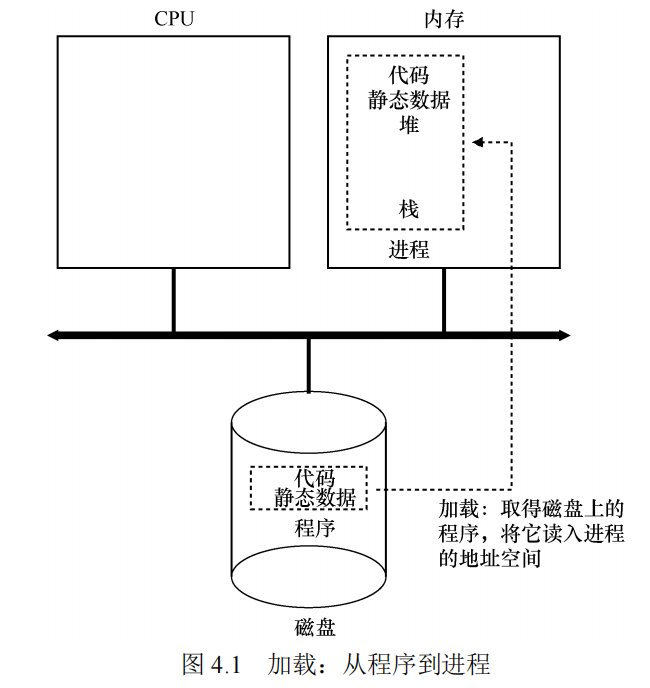 CPU
内存
代码
静态数据
堆
栈
进程
代码
静态数据
程序
加载：取得磁盘上的
程序，将它读入进程
的地址空间
磁盘
图 4.1 加载：从程序到进程